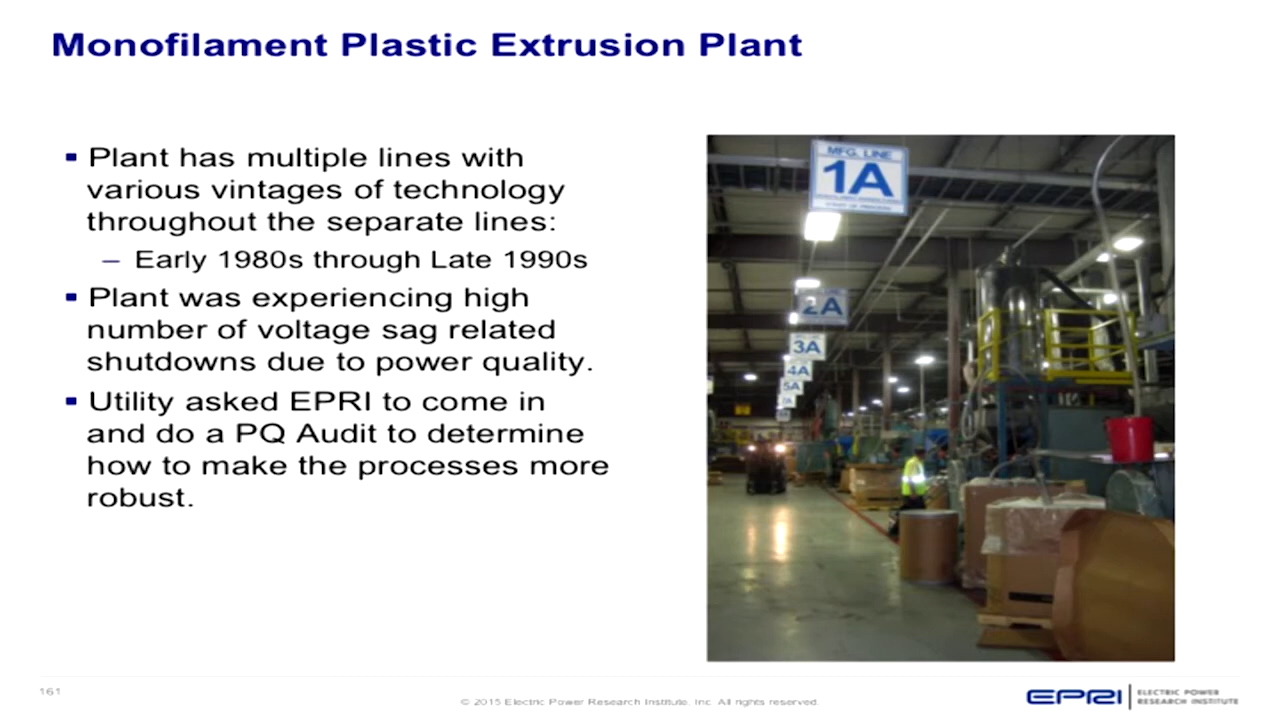 Monofilament Plastic Extrusion Plant
Plant has multiple lines with
various vintages of technology
throughout the separate lines:
– Early 1980s through Late 1990s
Plant was experiencing high
number of voltage sag related
shutdowns due to power quality.
Utility asked EPRI to come in
and do a PQ Audit to determine
how to make the processes more
robust.
MFG. LINE
1A
2A
3A
4A
5A
161
© 2015 Electric Power Research Institute, Inc. All rights reserved.
EPRI
ELECTRIC POWER
RESEARCH INSTITUTE